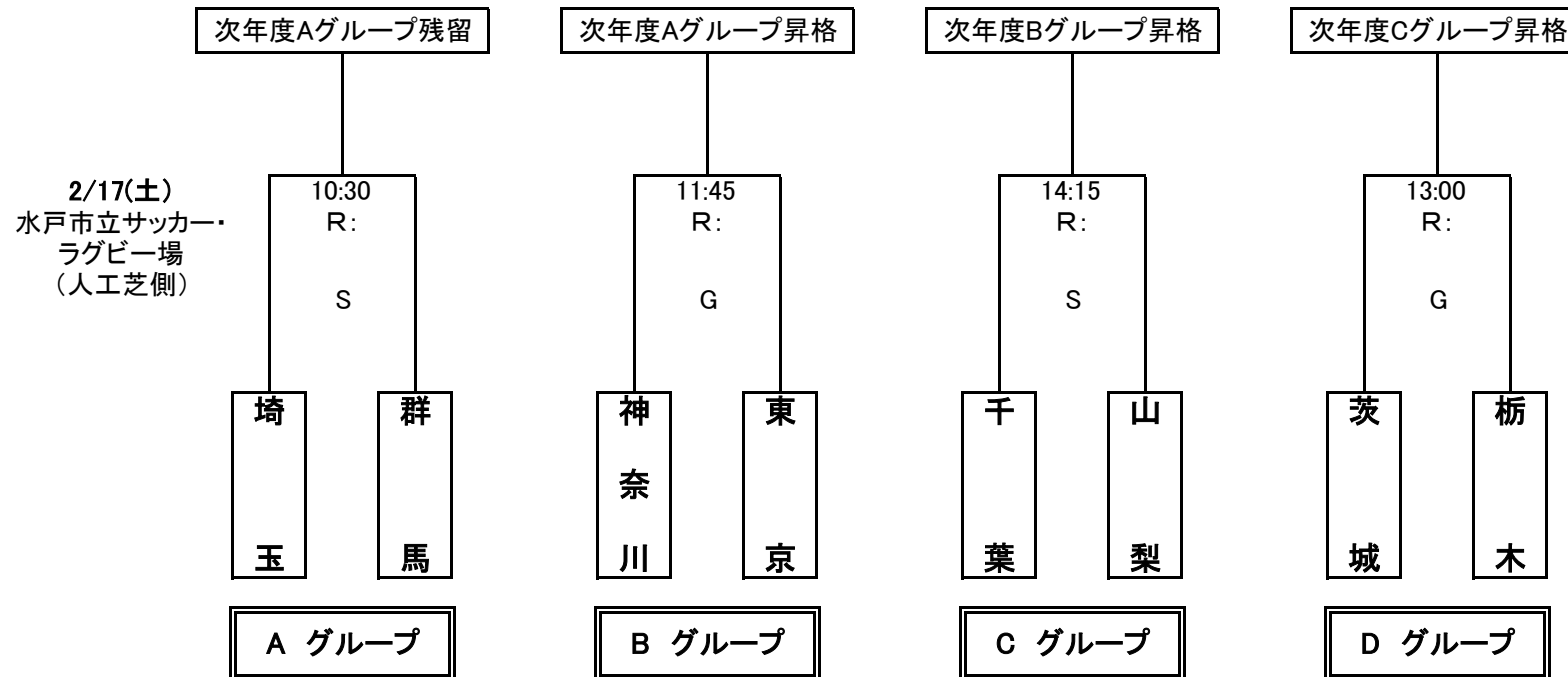 次年度Aグループ残留
次年度Aグループ昇格
次年度Bグループ昇格
次年度Cグループ昇格
2/17(土)
水戸市立サッカー・
ラグビー場
（人工芝側）
10:30
R:
S
11:45
R:
G
14:15
R:
S
13:00
R:
G
埼玉
群馬
神奈川
東京
千葉
山梨
茨城
栃木
A グループ
B グループ
C グループ
D グループ